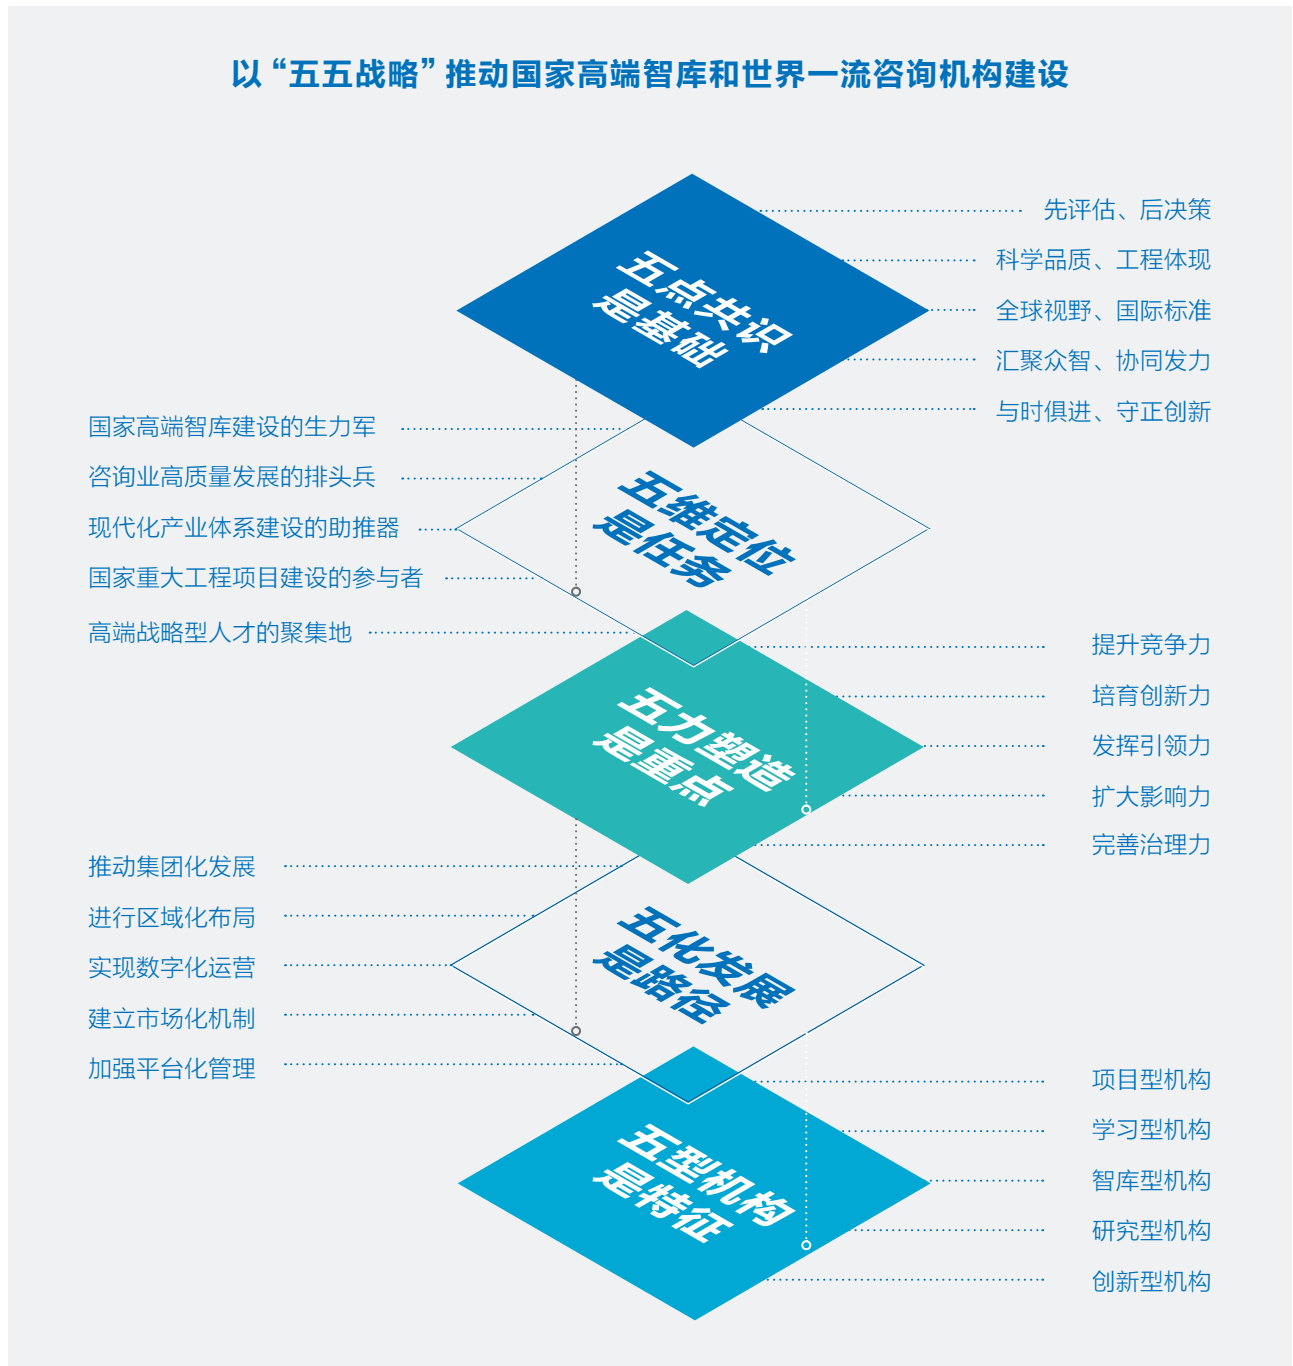 以“五五战略”推动国家高端智库和世界一流咨询机构建设
五点共识
是基础
先评估、后决策
科学品质、工程体现
全球视野、国际标准
汇聚众智、协同发力
与时俱进、守正创新
五维定位
是任务
国家高端智库建设的生力军
咨询业高质量发展的排头兵
现代化产业体系建设的助推器
国家重大工程项目建设的参与者
高端战略型人才的聚集地
五力塑造
是重点
提升竞争力
培育创新力
发挥引领力
扩大影响力
完善治理力
五化发展
是路径
推动集团化发展
进行区域化布局
实现数字化运营
建立市场化机制
加强平台化管理
五型机构
是特征
项目型机构
学习型机构
智库型机构
研究型机构
创新型机构